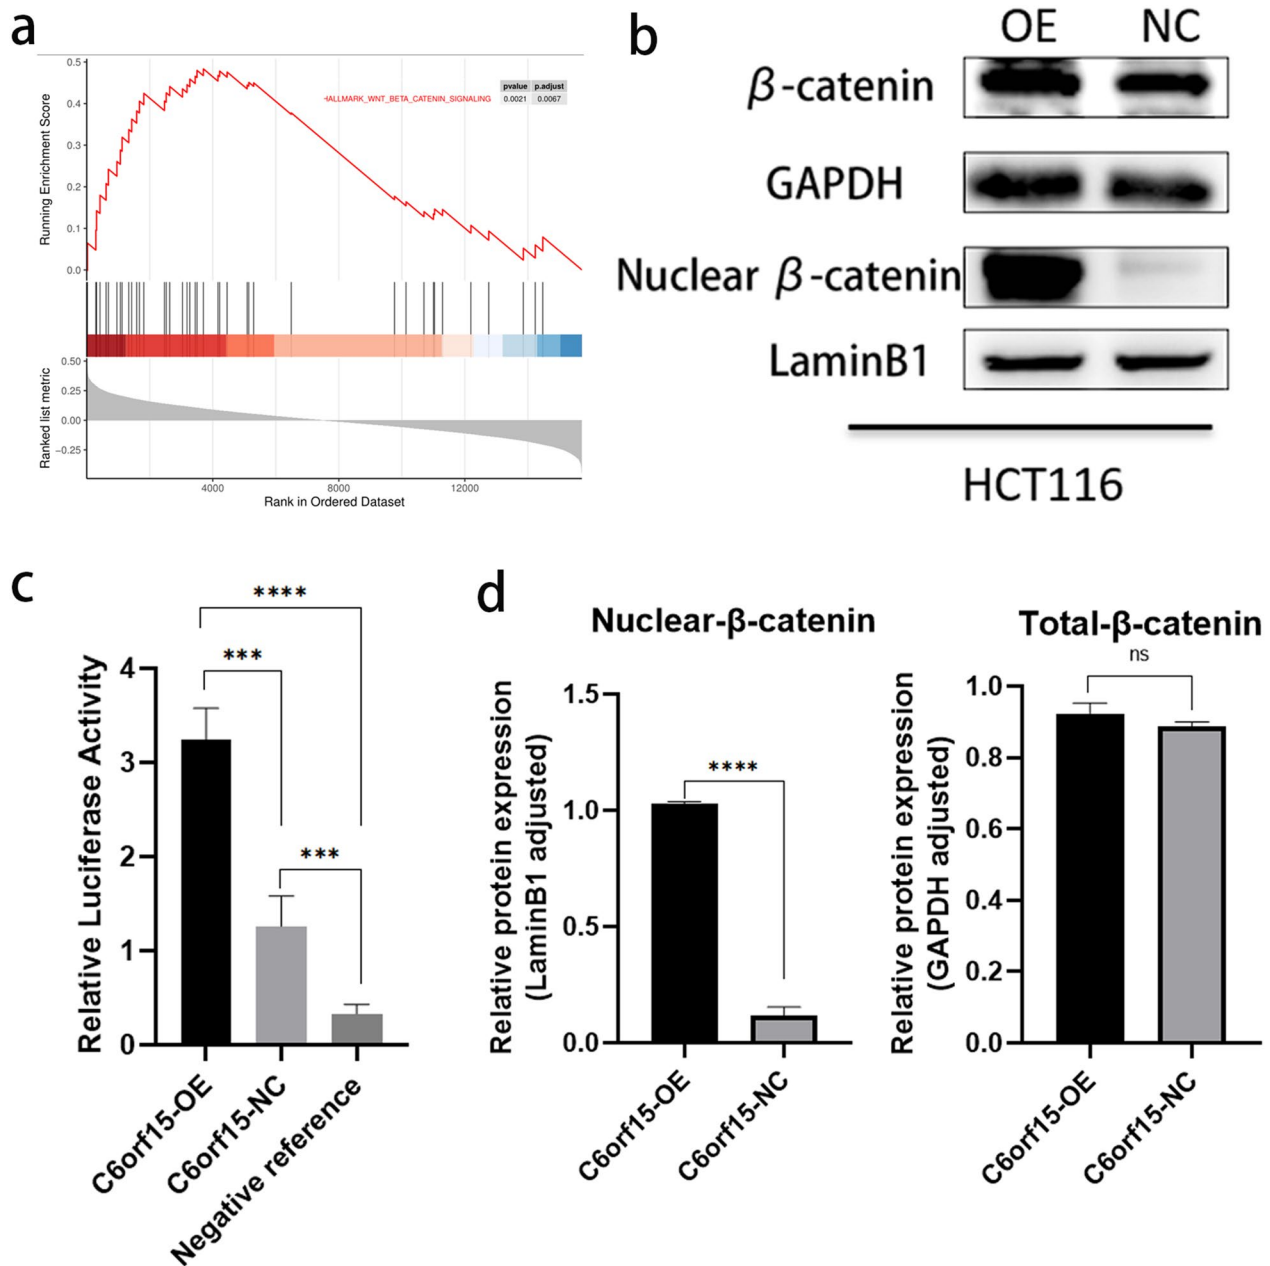 a
0.5
0.4
0.3
0.2
0.1
0.0
Running Enrichment Score
HALLMARK_WNT_BETA_CATENIN_SIGNALING
pvalue p.adjust
0.0021 0.0067
0.50
0.25
0.00
−0.25
Ranked list metric
4000 8000 12000
Rank in Ordered Dataset
b
OE NC
β-catenin
GAPDH
Nuclear β-catenin
LaminB1
HCT116
c
****
***
***
4
3
2
1
0
Relative Luciferase Activity
C6orf15-OE
C6orf15-NC
Negative reference
d
Nuclear-β-catenin
****
1.5
1.0
0.5
0.0
Relative protein expression
(LaminB1 adjusted)
C6orf15-OE
C6orf15-NC
Total-β-catenin
ns
1.0
0.8
0.6
0.4
0.2
0.0
Relative protein expression
(GAPDH adjusted)
C6orf15-OE
C6orf15-NC